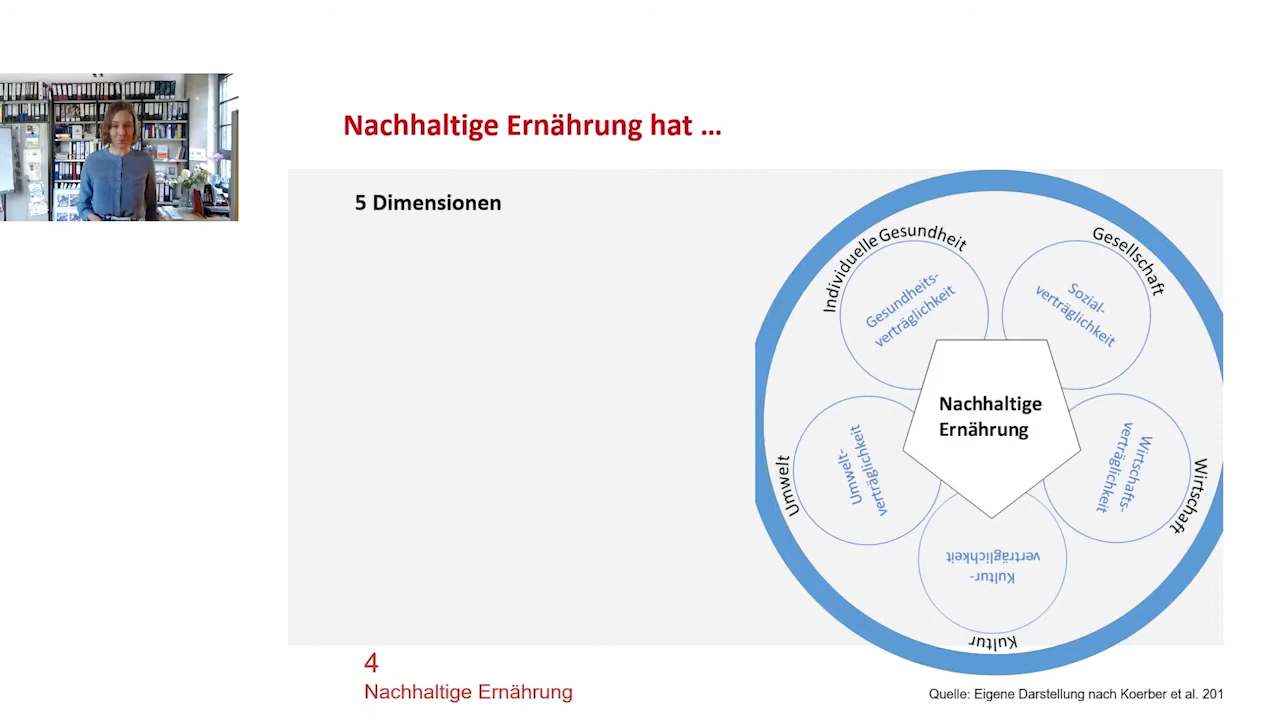 Nachhaltige Ernährung hat ...
5 Dimensionen
Individuelle Gesundheit
Gesundheits-
verträglichkeit
Gesellschaft
Sozial-
verträglichkeit
Nachhaltige
Ernährung
Umwelt
Umwelt-
verträglichkeit
Wirtschaft
Wirtschafts-
verträglichkeit
Kultur-
verträglichkeit
Kultur
4
Nachhaltige Ernährung
Quelle: Eigene Darstellung nach Koerber et al. 201